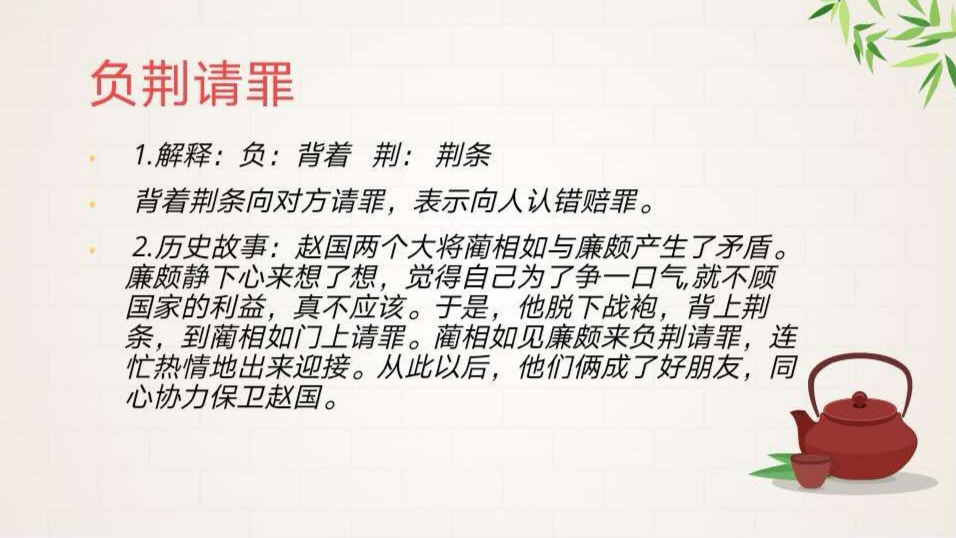 负荆请罪
1.解释：负：背着 荆： 荆条
背着荆条向对方请罪，表示向人认错赔罪。
2.历史故事：赵国两个大将蔺相如与廉颇产生了矛盾。
廉颇静下心来想了想，觉得自己为了争一口气,就不顾
国家的利益，真不应该。于是，他脱下战袍，背上荆
条，到蔺相如门上请罪。蔺相如见廉颇来负荆请罪，连
忙热情地出来迎接。从此以后，他们俩成了好朋友，同
心协力保卫赵国。